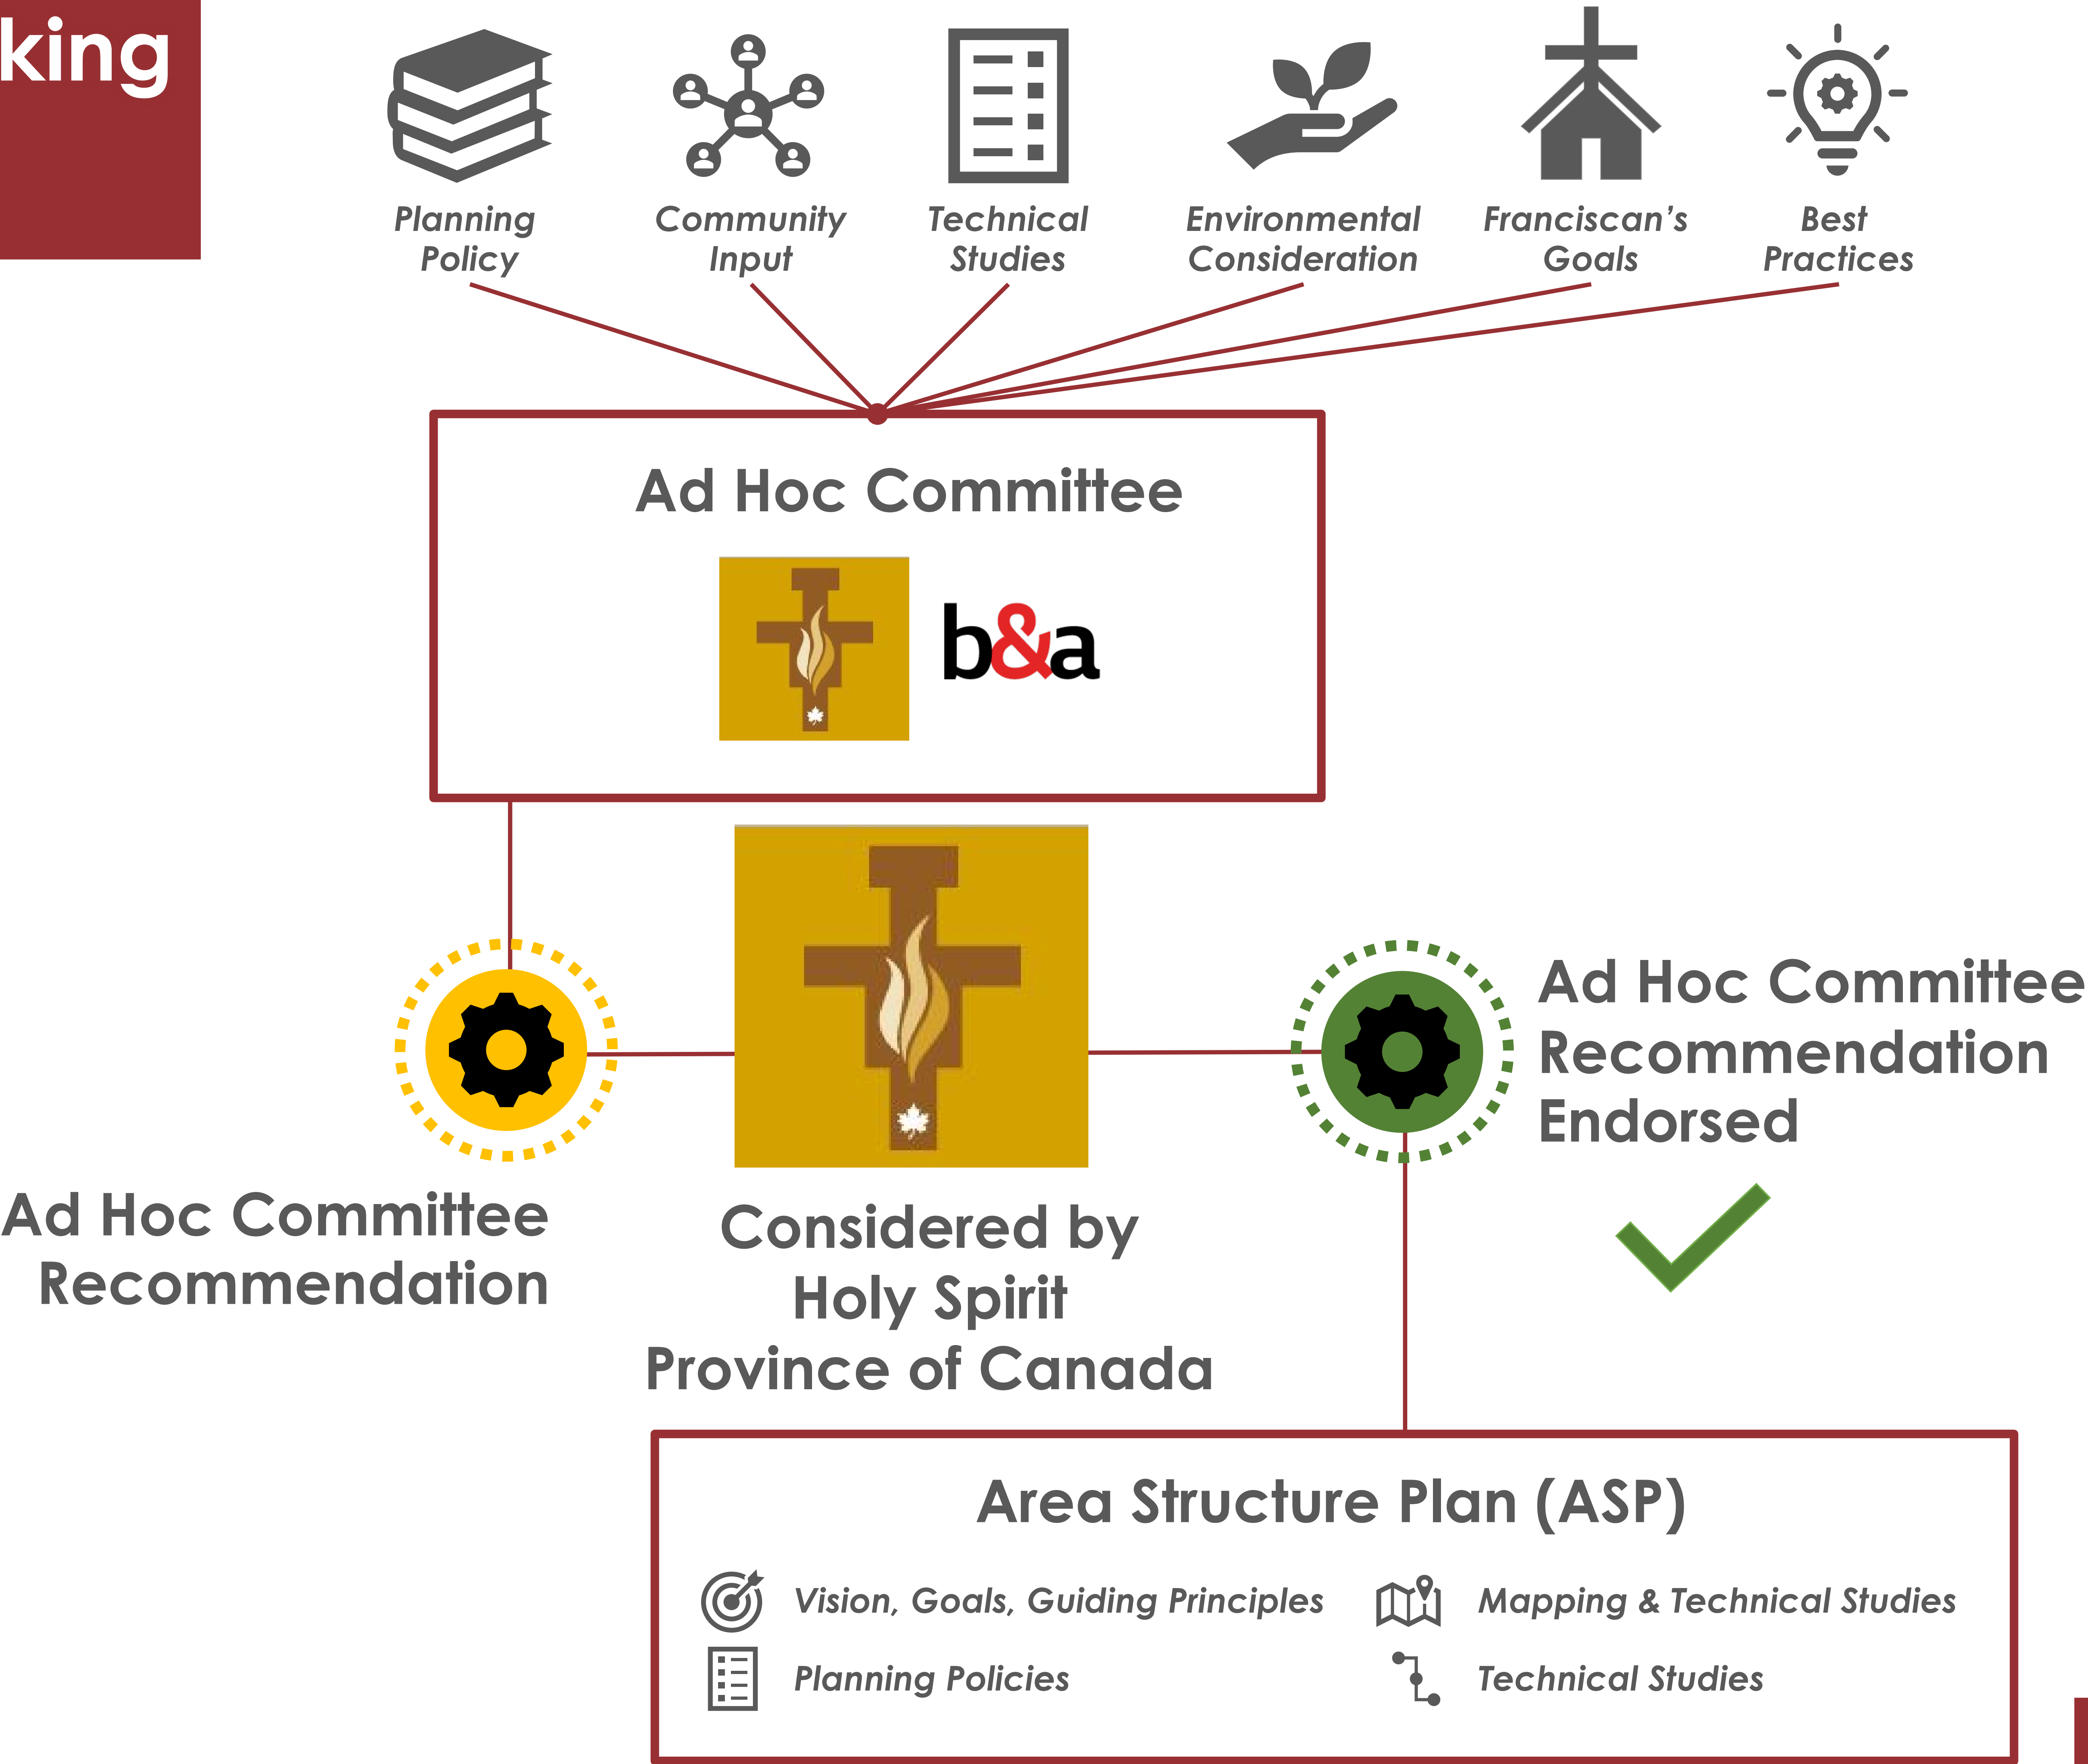 king
Planning
Policy
Community
Input
Technical
Studies
Environmental
Consideration
Franciscan's
Goals
Best
Practices
Ad Hoc Committee
b&a
Ad Hoc Committee
Recommendation
Considered by
Holy Spirit
Province of Canada
Ad Hoc Committee
Recommendation
Endorsed
Area Structure Plan (ASP)
Vision, Goals, Guiding Principles
Mapping & Technical Studies
Planning Policies
Technical Studies